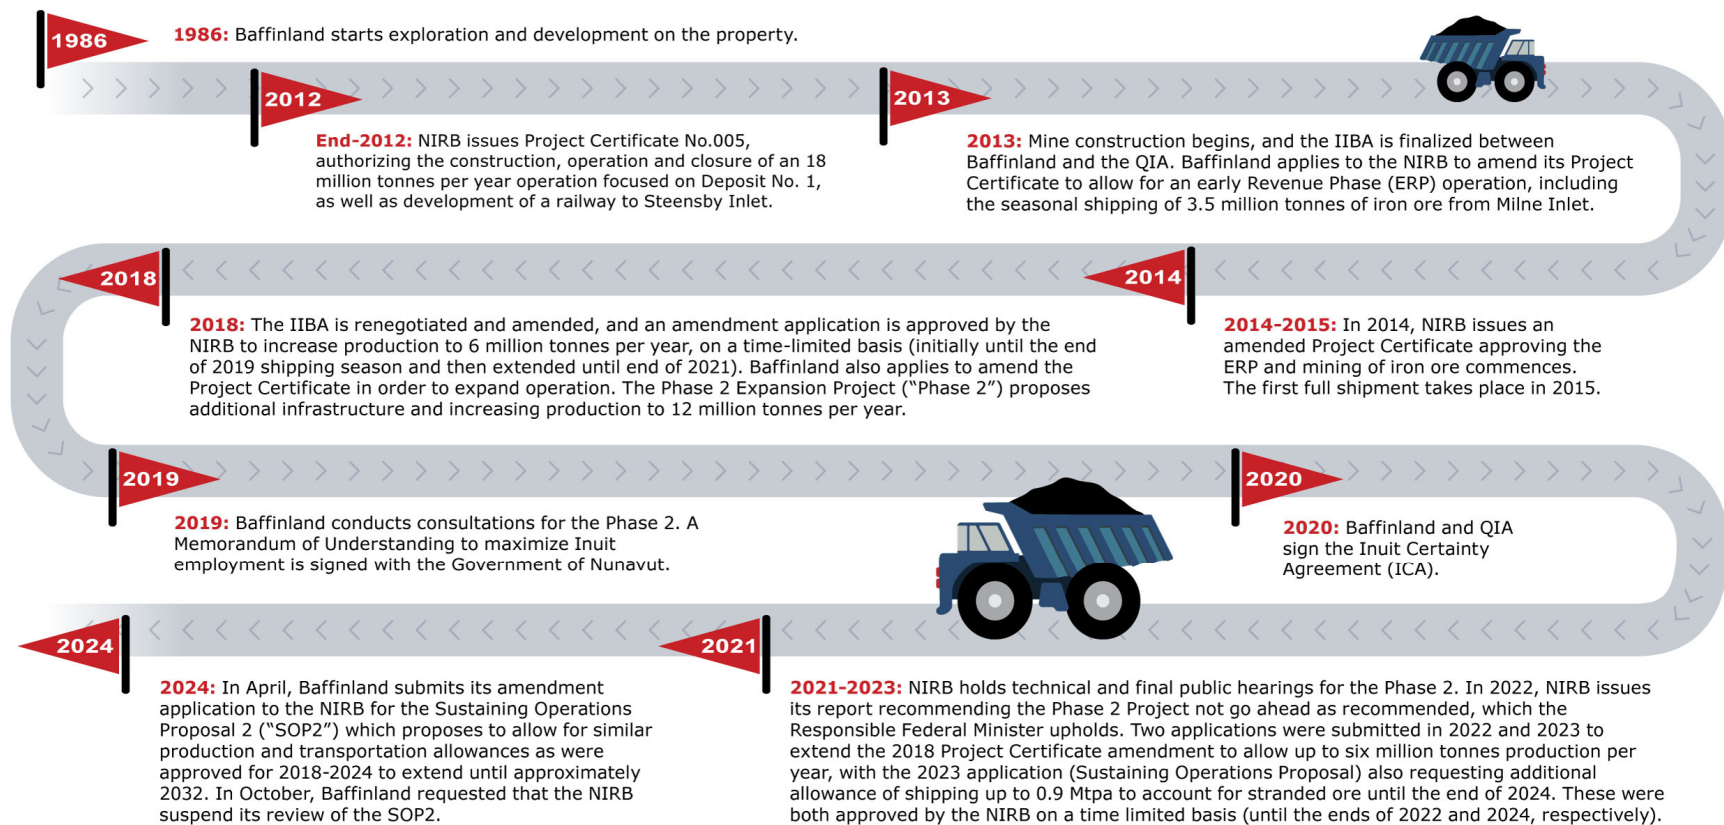 1986
1986: Baffinland starts exploration and development on the property.
2012
End-2012: NIRB issues Project Certificate No.005,
authorizing the construction, operation and closure of an 18
million tonnes per year operation focused on Deposit No. 1,
as well as development of a railway to Steensby Inlet.
2013
2013: Mine construction begins, and the IIBA is finalized between
Baffinland and the QIA. Baffinland applies to the NIRB to amend its Project
Certificate to allow for an early Revenue Phase (ERP) operation, including
the seasonal shipping of 3.5 million tonnes of iron ore from Milne Inlet.
2014
2014-2015: In 2014, NIRB issues an
amended Project Certificate approving the
ERP and mining of iron ore commences.
The first full shipment takes place in 2015.
2018
2018: The IIBA is renegotiated and amended, and an amendment application is approved by the
NIRB to increase production to 6 million tonnes per year, on a time-limited basis (initially until the end
of 2019 shipping season and then extended until end of 2021). Baffinland also applies to amend the
Project Certificate in order to expand operation. The Phase 2 Expansion Project (“Phase 2”) proposes
additional infrastructure and increasing production to 12 million tonnes per year.
2019
2019: Baffinland conducts consultations for the Phase 2. A
Memorandum of Understanding to maximize Inuit
employment is signed with the Government of Nunavut.
2020
2020: Baffinland and QIA
sign the Inuit Certainty
Agreement (ICA).
2021
2021-2023: NIRB holds technical and final public hearings for the Phase 2. In 2022, NIRB issues
its report recommending the Phase 2 Project not go ahead as recommended, which the
Responsible Federal Minister upholds. Two applications were submitted in 2022 and 2023 to
extend the 2018 Project Certificate amendment to allow up to six million tonnes production per
year, with the 2023 application (Sustaining Operations Proposal) also requesting additional
allowance of shipping up to 0.9 Mtpa to account for stranded ore until the end of 2024. These were
both approved by the NIRB on a time limited basis (until the ends of 2022 and 2024, respectively).
2024
2024: In April, Baffinland submits its amendment
application to the NIRB for the Sustaining Operations
Proposal 2 (“SOP2”) which proposes to allow for similar
production and transportation allowances as were
approved for 2018-2024 to extend until approximately
2032. In October, Baffinland requested that the NIRB
suspend its review of the SOP2.